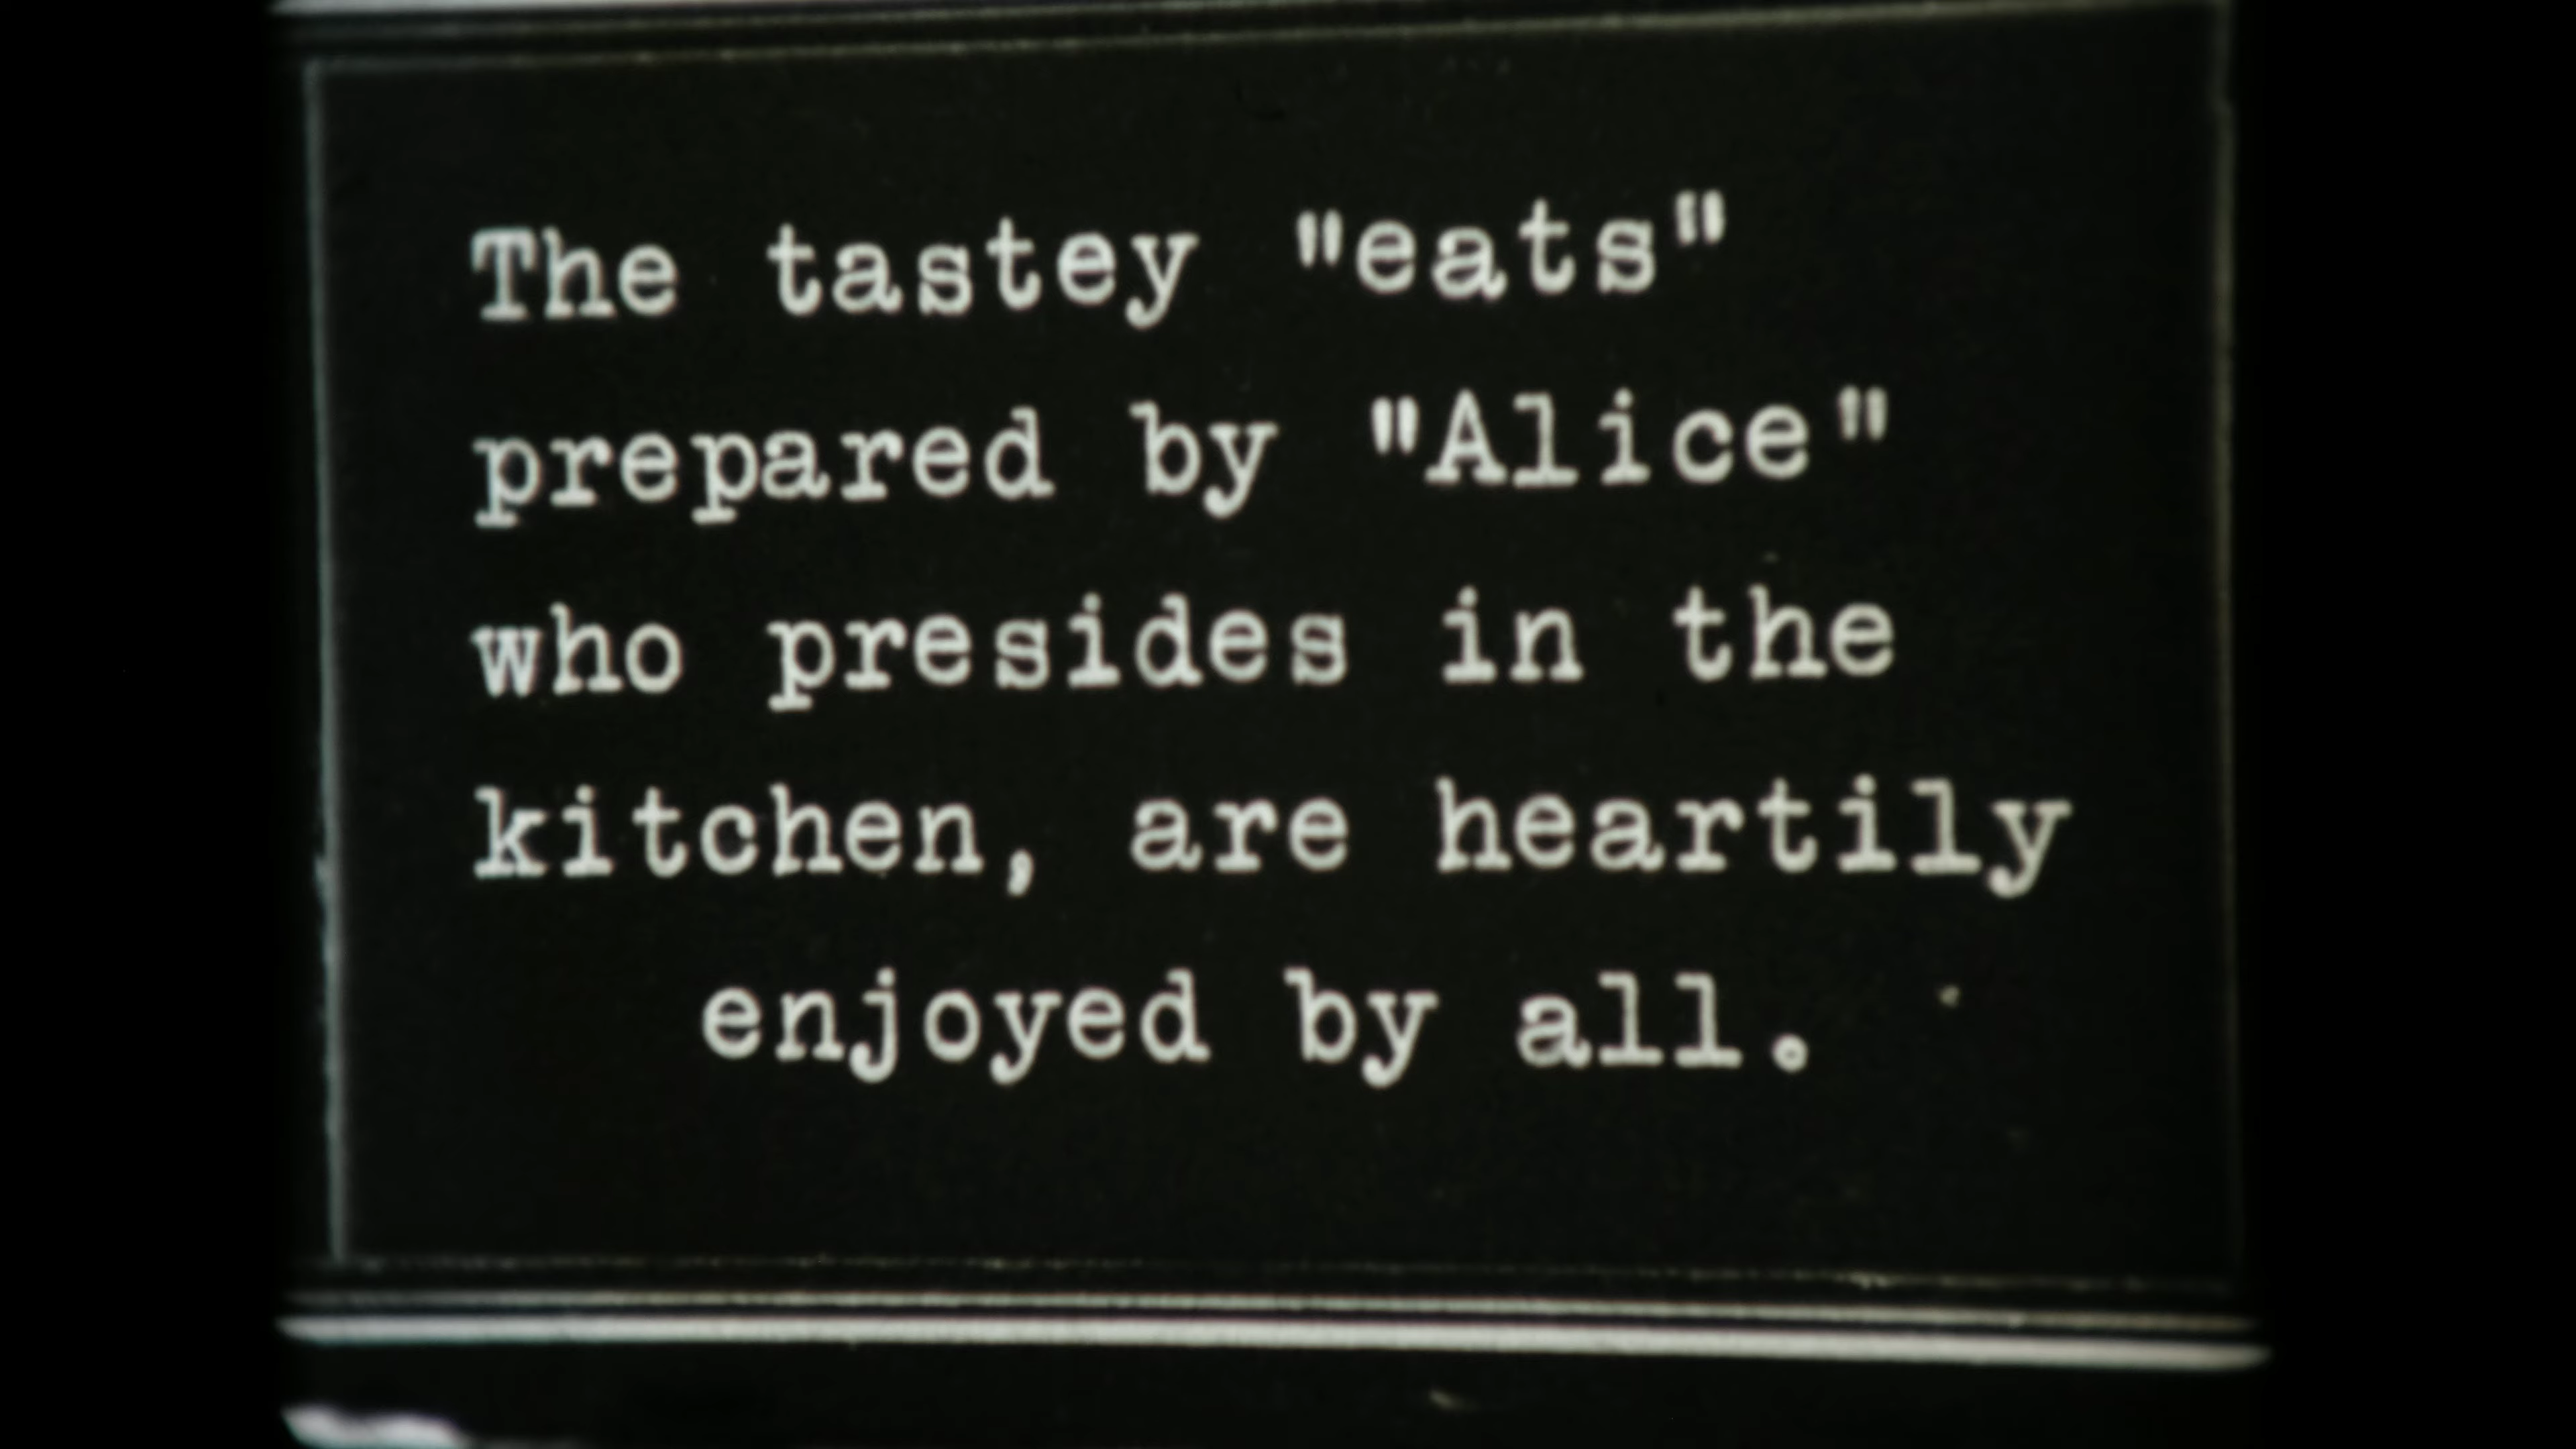 The tastey "eats"
prepared by "Alice"
who presides in the
kitchen, are heartily
enjoyed by all.